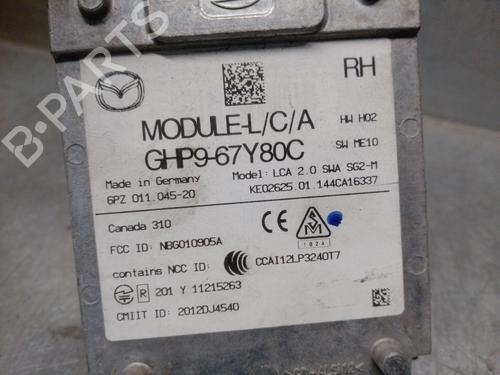 B-PARTS
RH
MODULE-L/C/A
HW H02
GHP9-67Y80C
SW ME10
Made in Germany
Model: LCA 2.0 SWA SG2-M
6PZ 011.045-20
KE02625.01.144CA16337
Canada 310
CE
FCC ID: NBG010905A
1024
contains NCC ID:
CCAI12LP3240T7
R 201 Y 11215263
CMIIT ID: 2012DJ4540